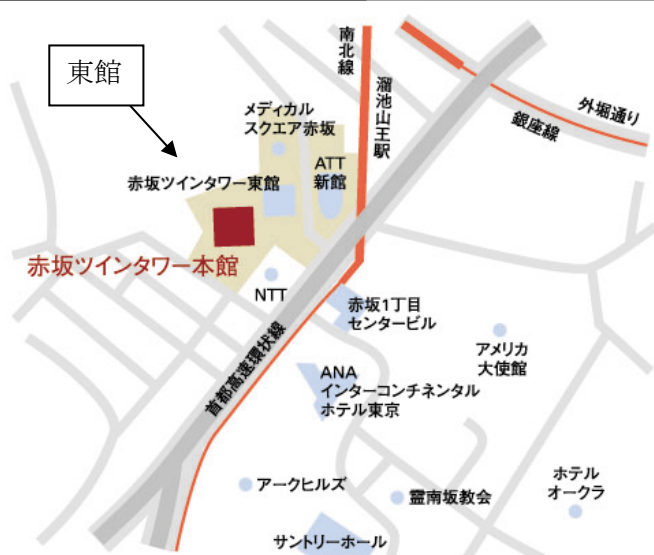 東館
南北線
溜池山王駅
外堀通り
銀座線
メディカル
スクエア赤坂
ATT
新館
赤坂ツインタワー東館
赤坂ツインタワー本館
NTT
首都高速環状線
赤坂1丁目
センタービル
アメリカ
大使館
ANA
インターコンチネンタル
ホテル東京
アークヒルズ
霊南坂教会
ホテル
オークラ
サントリーホール